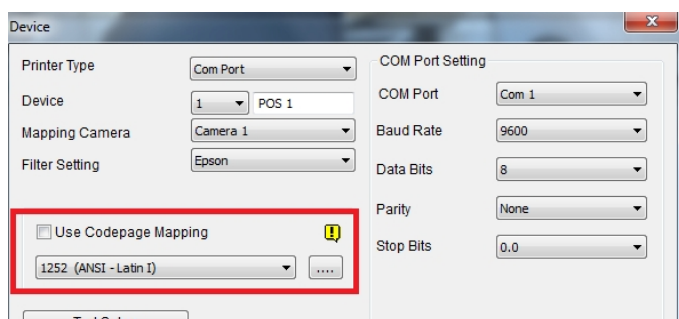 Device
Printer Type
Com Port
Device
1
POS 1
Mapping Camera
Camera 1
Filter Setting
Epson
Use Codepage Mapping
1252 (ANSI - Latin I)
....
COM Port Setting
COM Port
Com 1
Baud Rate
9600
Data Bits
8
Parity
None
Stop Bits
0.0